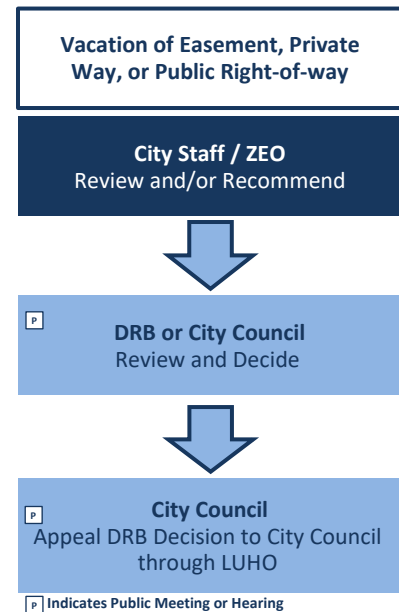 Vacation of Easement, Private
Way, or Public Right-of-way
City Staff / ZEO
Review and/or Recommend
P
DRB or City Council
Review and Decide
P
City Council
Appeal DRB Decision to City Council
through LUHO
P Indicates Public Meeting or Hearing